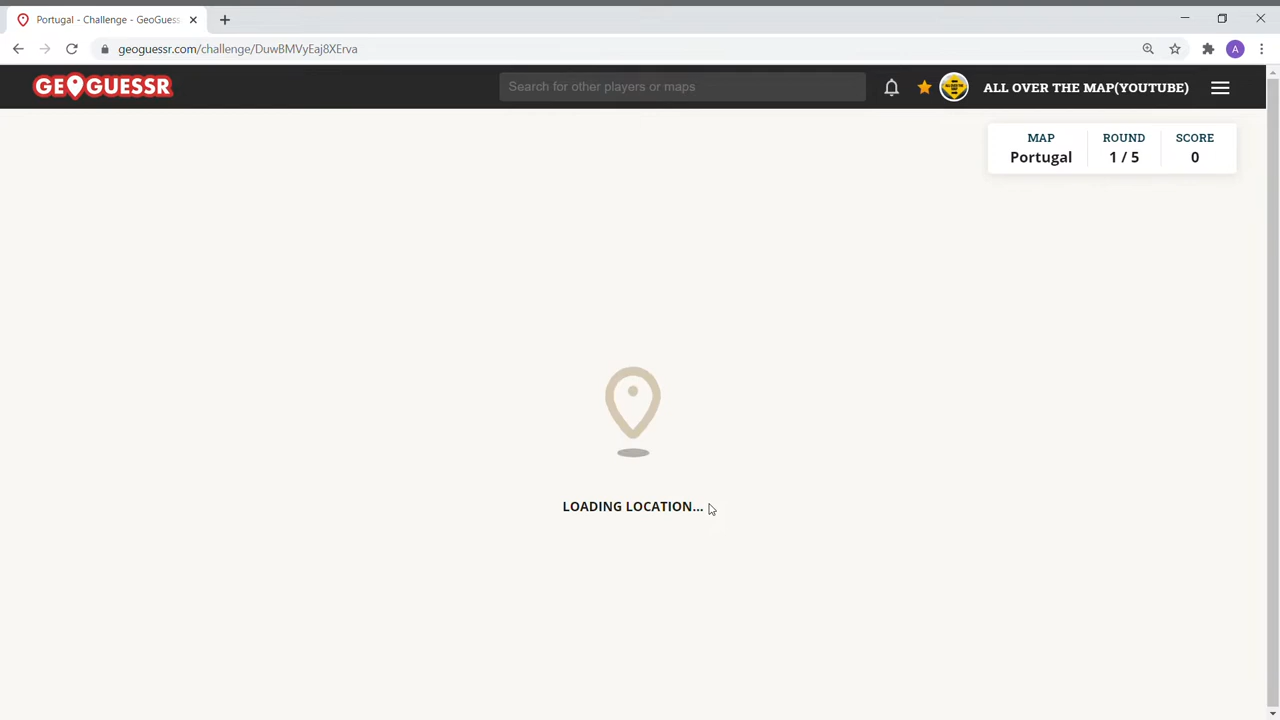 Portugal - Challenge - GeoGuess
geoguessr.com/challenge/DuwBMVyEaj8XErva
A
GEOGUESSR
Search for other players or maps
ALL OVER THE MAP(YOUTUBE)
MAP ROUND SCORE
Portugal 1 / 5 0
LOADING LOCATION...